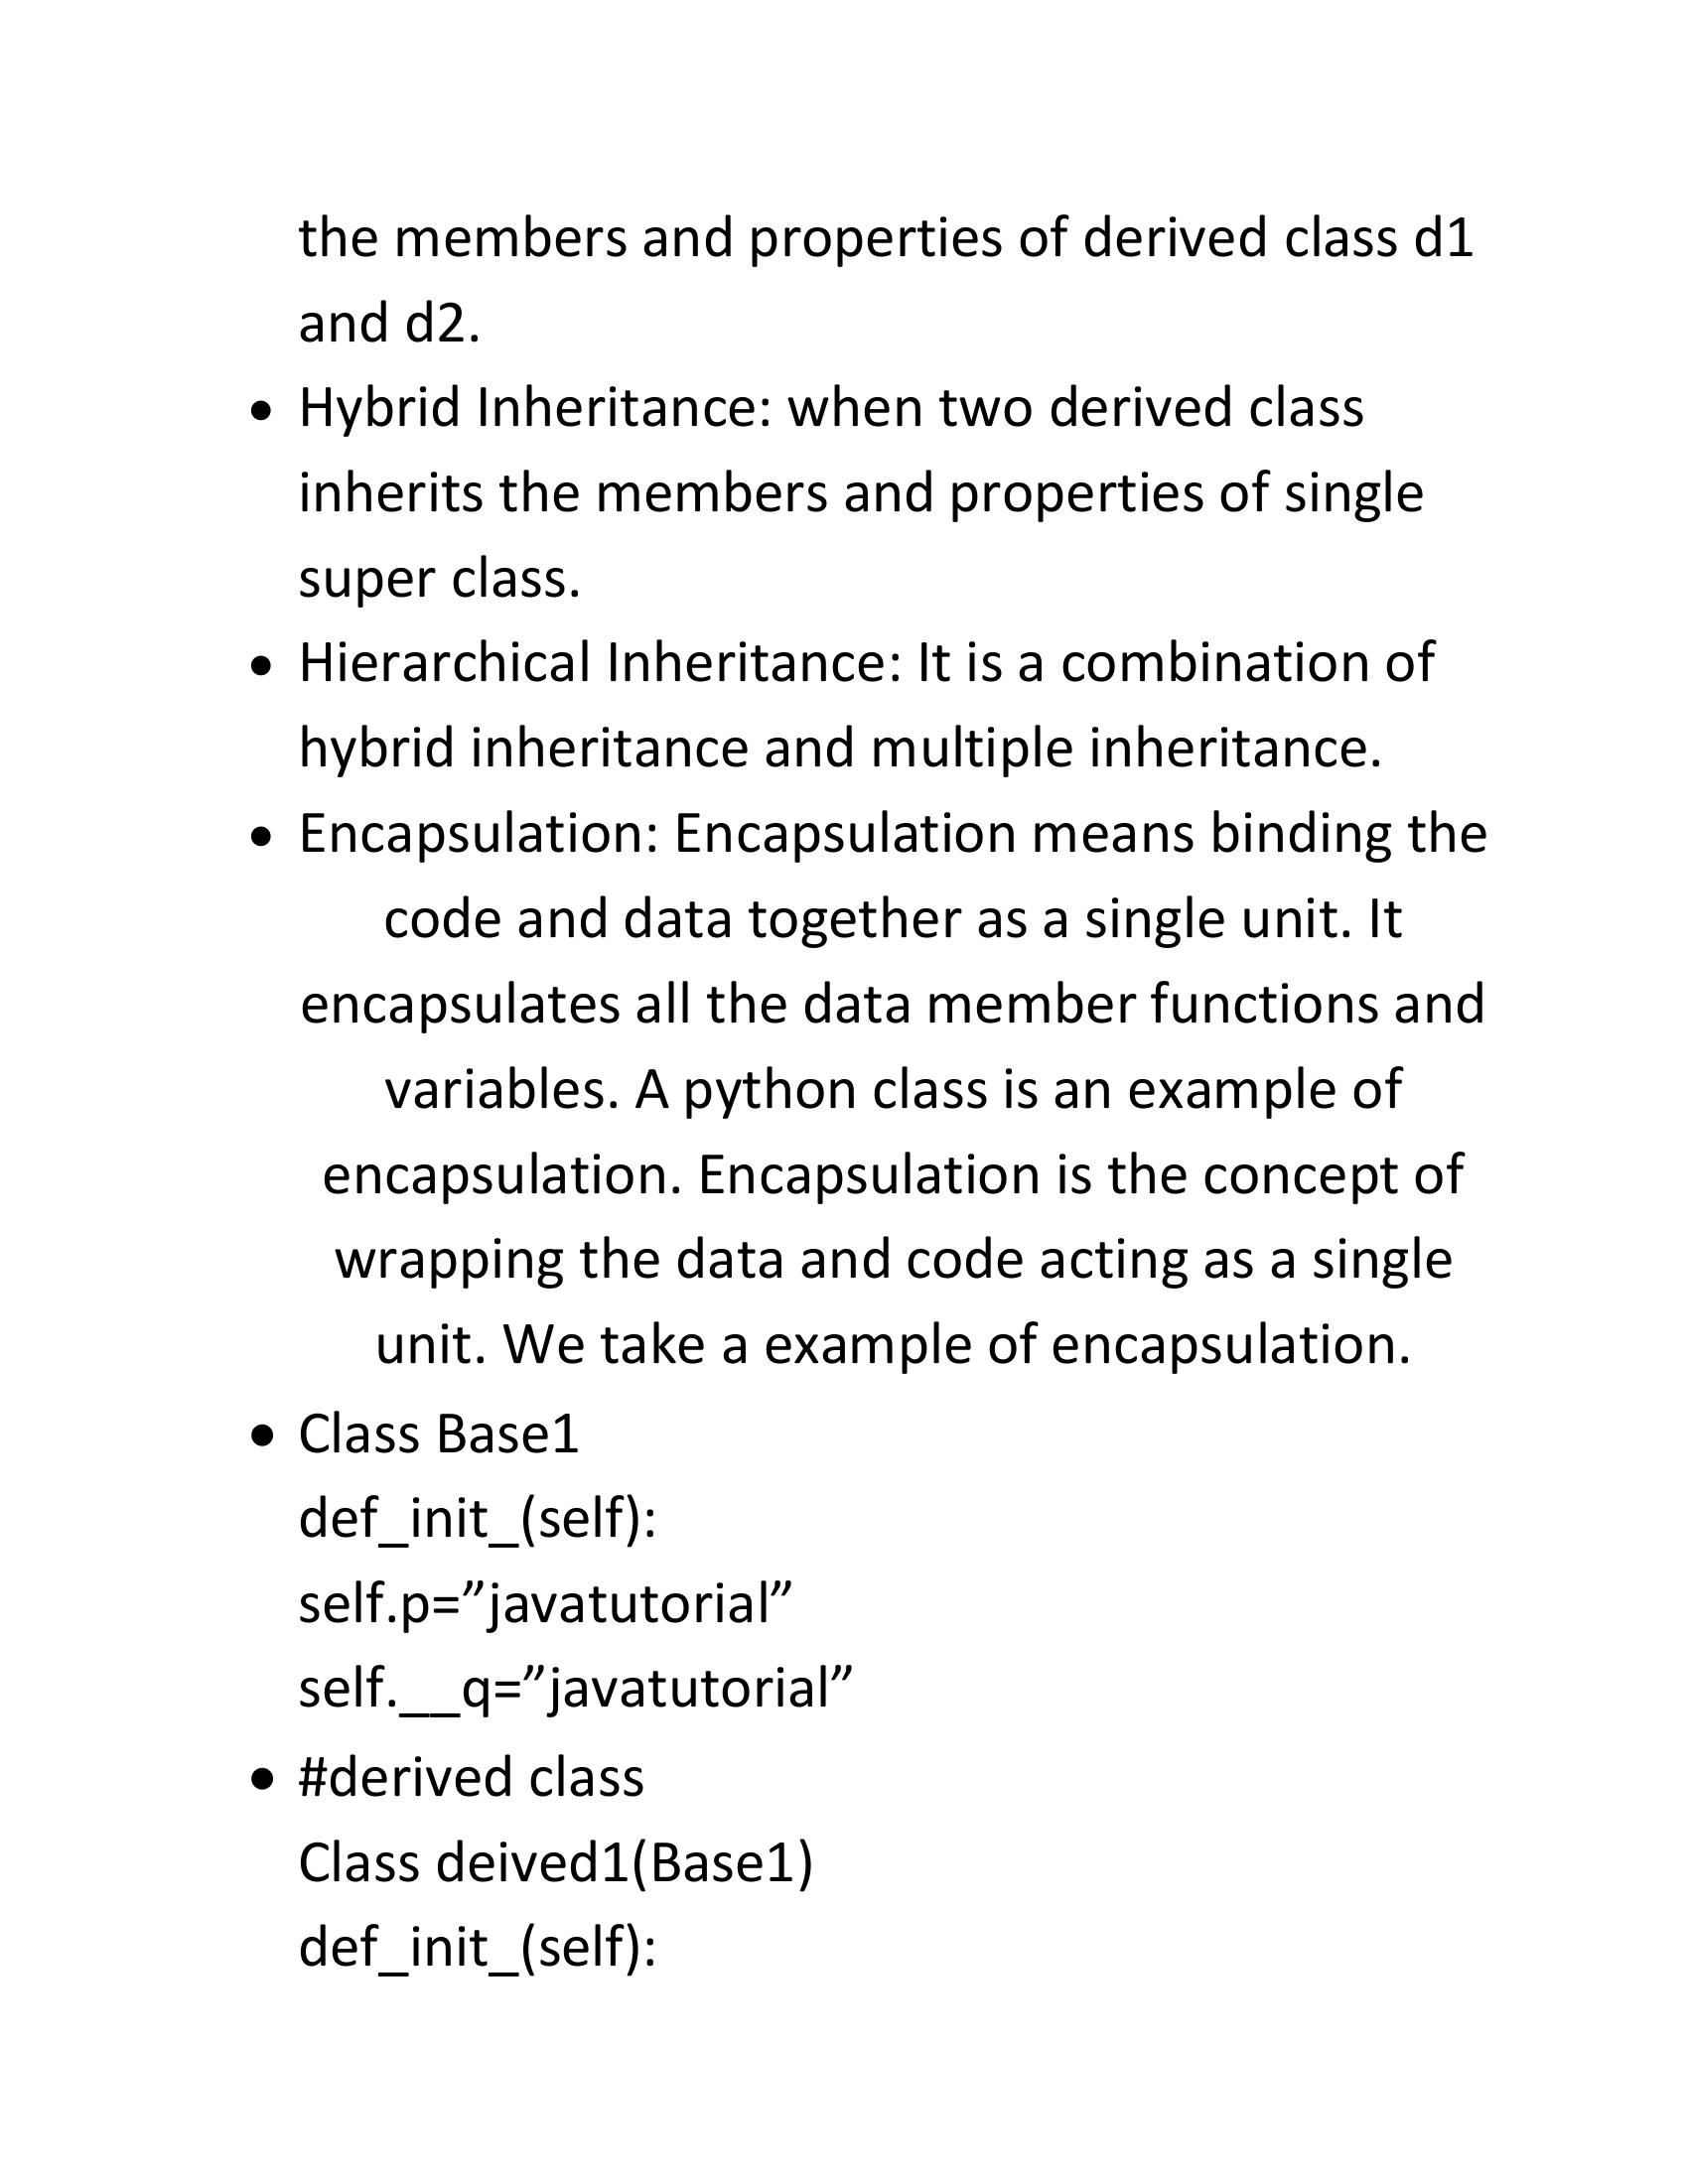 the members and properties of derived class d1
and d2.
• Hybrid Inheritance: when two derived class
inherits the members and properties of single
super class.
• Hierarchical Inheritance: It is a combination of
hybrid inheritance and multiple inheritance.
• Encapsulation: Encapsulation means binding the
code and data together as a single unit. It
encapsulates all the data member functions and
variables. A python class is an example of
encapsulation. Encapsulation is the concept of
wrapping the data and code acting as a single
unit. We take a example of encapsulation.
• Class Base1
def_init_(self):
self.p=”javatutorial”
self.__q=”javatutorial”
• #derived class
Class deived1(Base1)
def_init_(self):